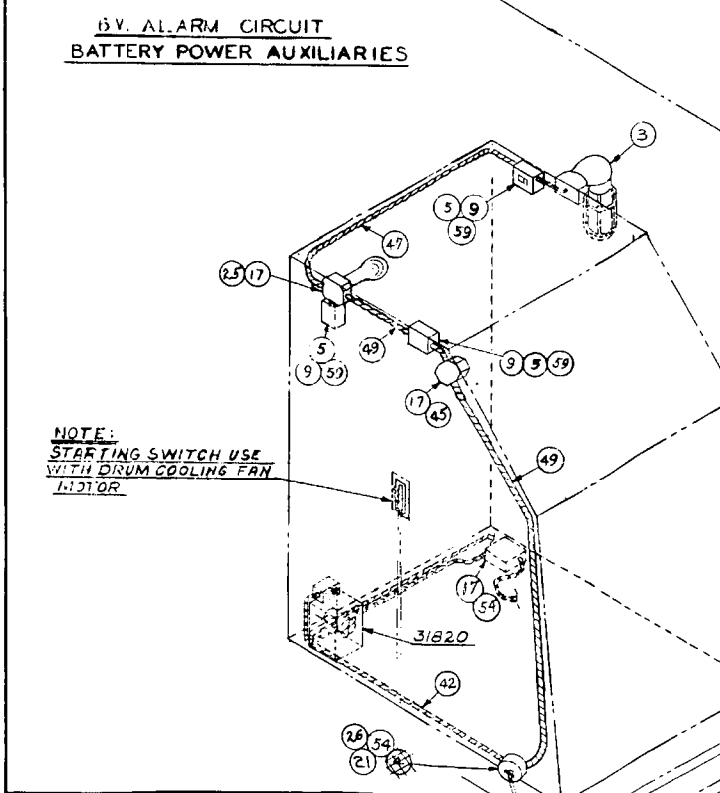 6V. ALARM CIRCUIT
BATTERY POWER AUXILIARIES
3
5 9
59
47
25 17
5
9 59
49
9 5 59
17
45
NOTE:
STARTING SWITCH USE
WITH DRUM COOLING FAN
MOTOR
49
17
54
31820
42
26 54
21